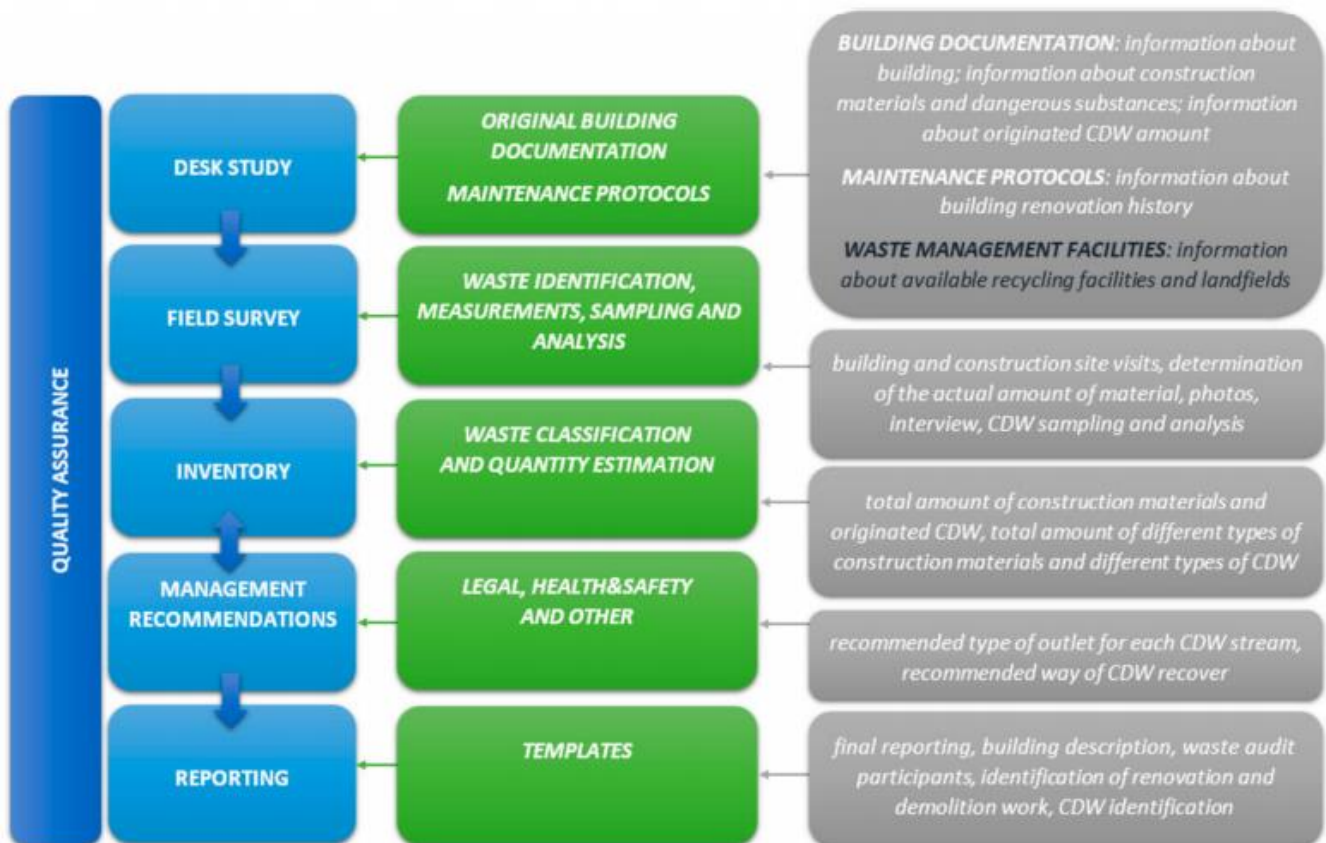 QUALITY ASSURANCE
DESK STUDY
ORIGINAL BUILDING
DOCUMENTATION
MAINTENANCE PROTOCOLS
BUILDING DOCUMENTATION: information about
building; information about construction
materials and dangerous substances; information
about originated CDW amount
MAINTENANCE PROTOCOLS: information about
building renovation history
WASTE MANAGEMENT FACILITIES: information
about available recycling facilities and landfields
FIELD SURVEY
WASTE IDENTIFICATION,
MEASUREMENTS, SAMPLING AND
ANALYSIS
building and construction site visits, determination
of the actual amount of material, photos,
interview, CDW sampling and analysis
INVENTORY
WASTE CLASSIFICATION
AND QUANTITY ESTIMATION
total amount of construction materials and
originated CDW, total amount of different types of
construction materials and different types of CDW
MANAGEMENT
RECOMMENDATIONS
LEGAL, HEALTH&SAFETY
AND OTHER
recommended type of outlet for each CDW stream,
recommended way of CDW recover
REPORTING
TEMPLATES
final reporting, building description, waste audit
participants, identification of renovation and
demolition work, CDW identification